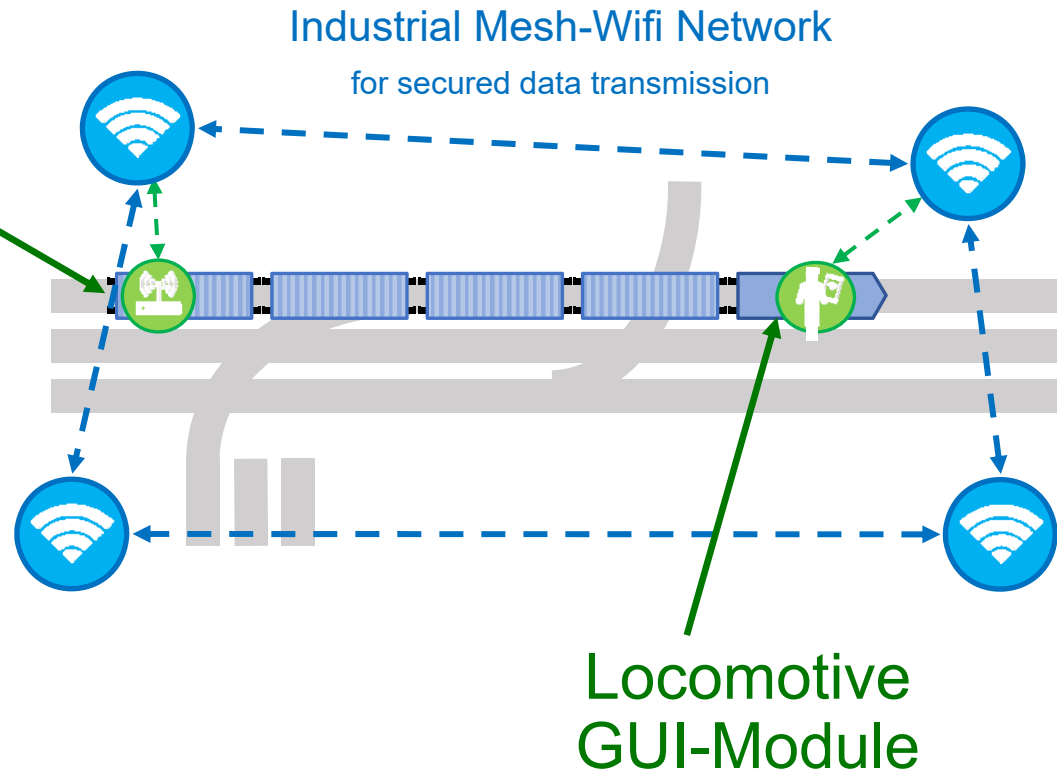 Industrial Mesh-Wifi Network
for secured data transmission
Locomotive
GUI-Module